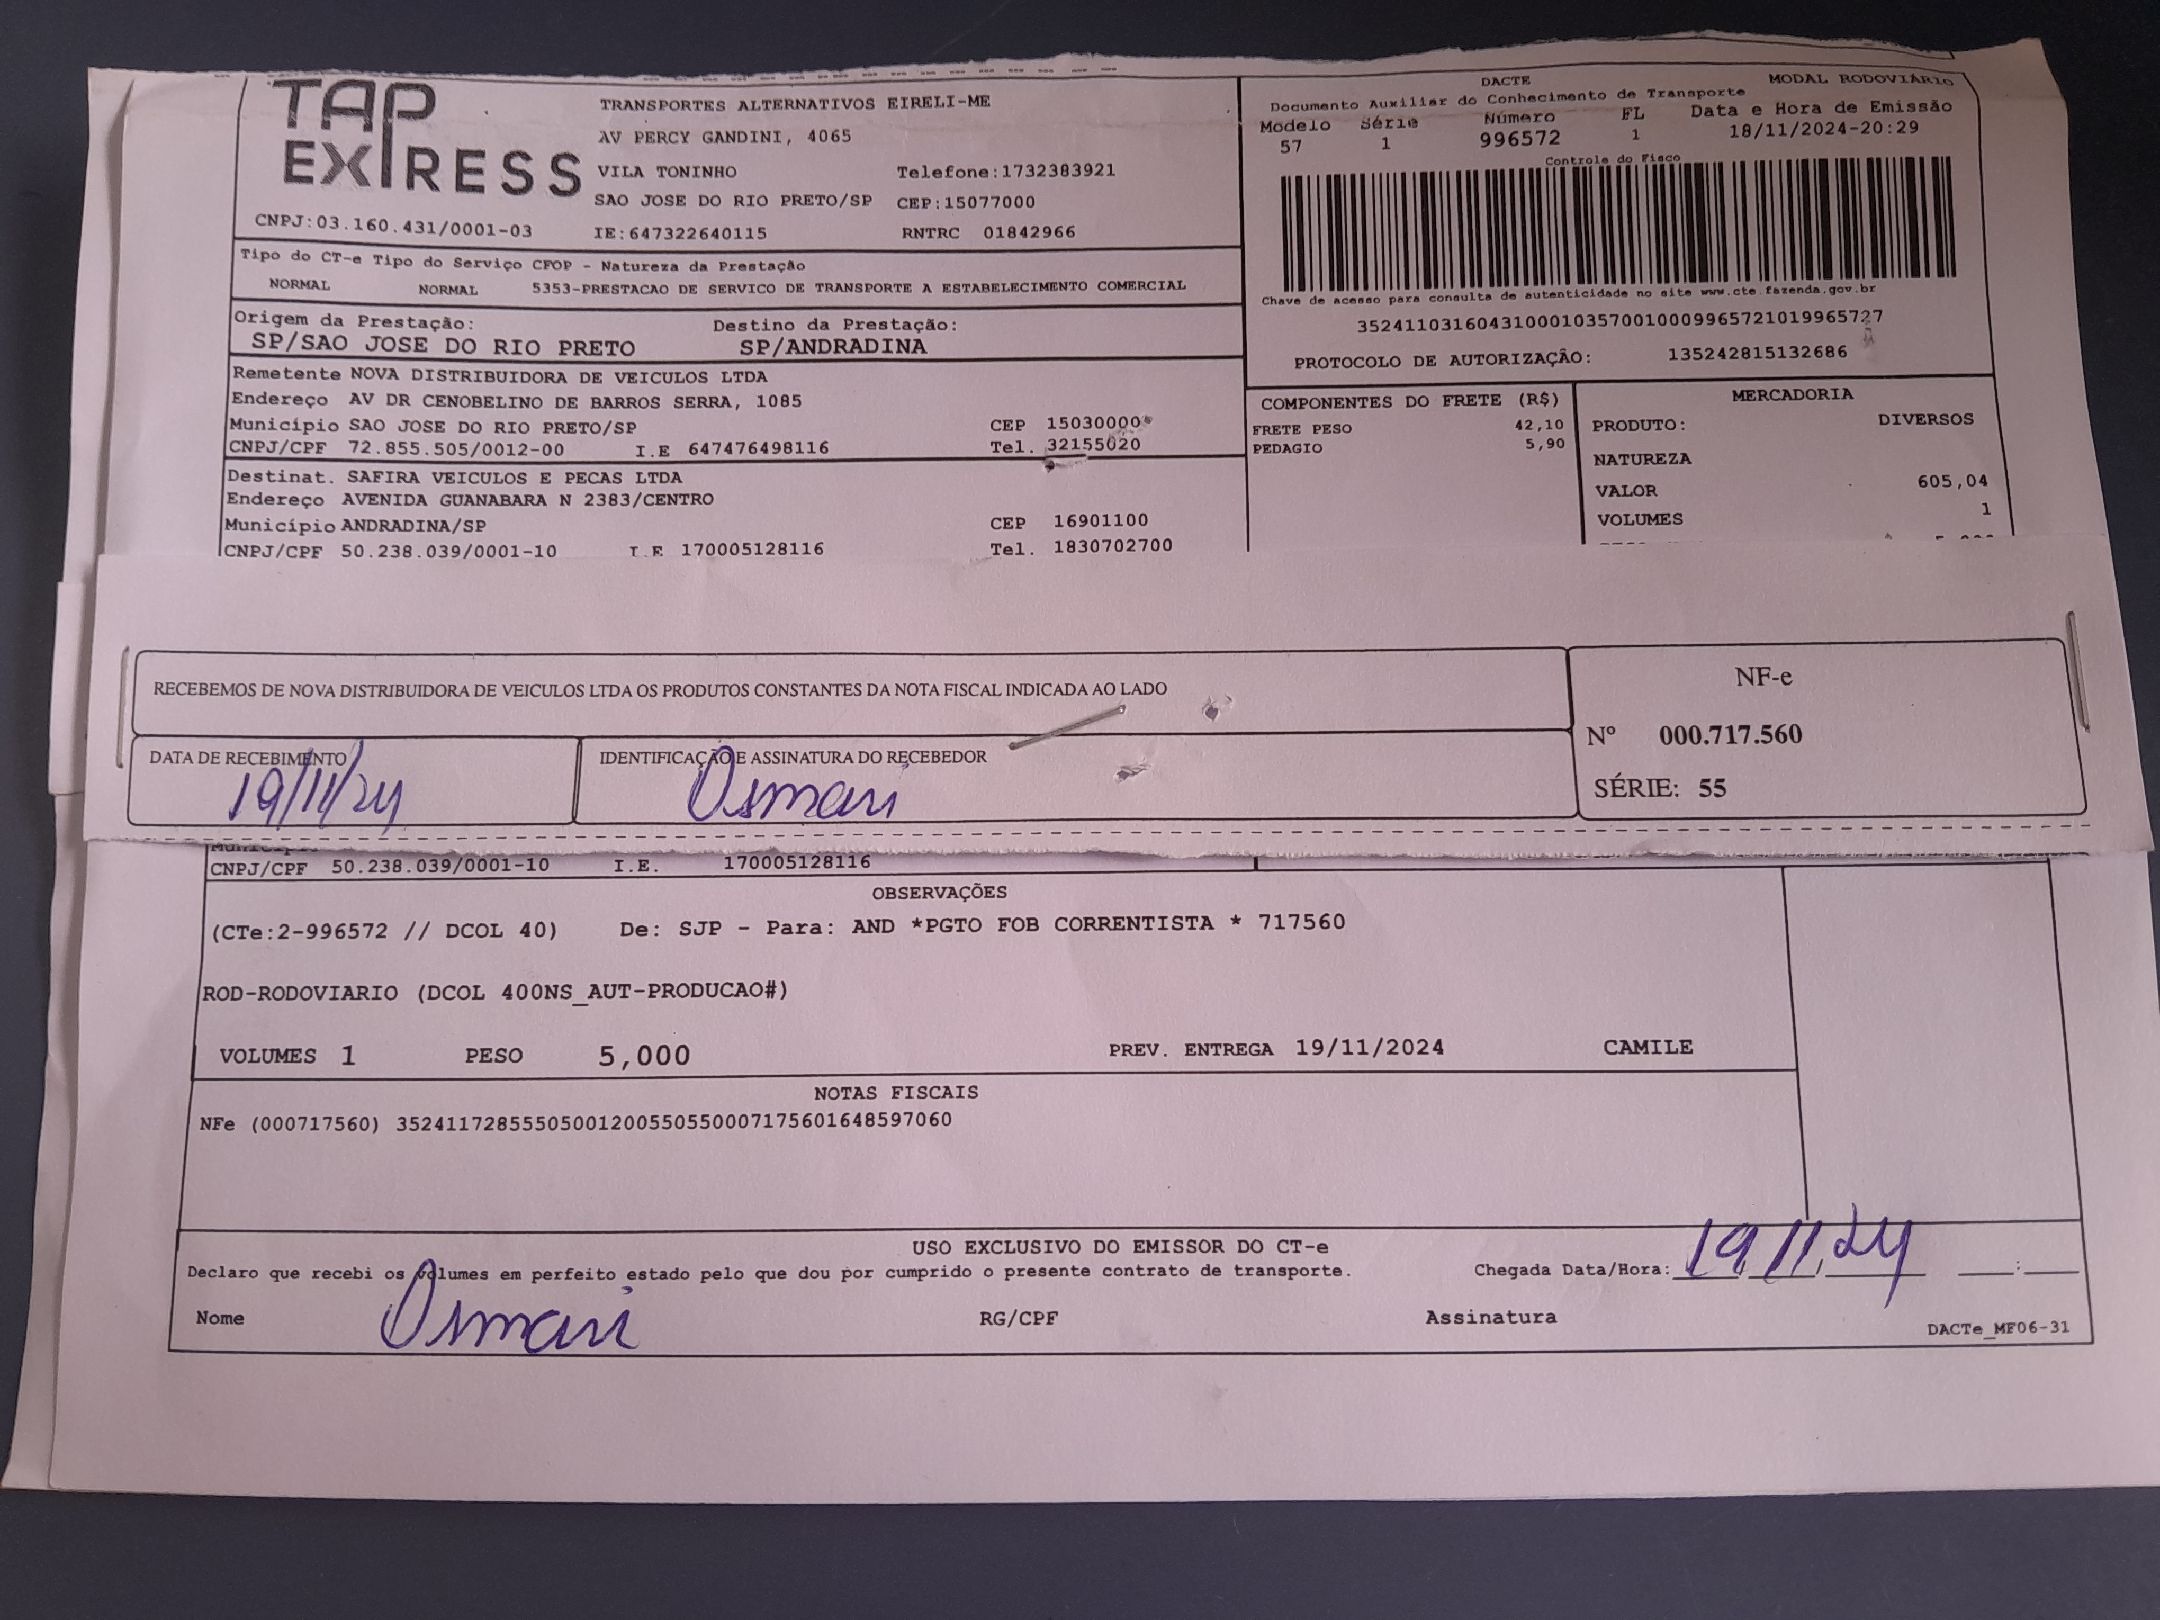 TAP EXPRESS
TRANSPORTES ALTERNATIVOS EIRELI-ME
AV PERCY GANDINI, 4065
VILA TONINHO Telefone:1732383921
SAO JOSE DO RIO PRETO/SP CEP:15077000
CNPJ:03.160.431/0001-03 IE:647322640115 RNTRC 01842966
DACTE MODAL RODOVIÁRIO
Documento Auxiliar do Conhecimento de Transporte
Modelo Série Número FL Data e Hora de Emissão
57 1 996572 1 18/11/2024-20:29
Controle do Fisco
Chave de acesso para consulta de autenticidade no site www.cte.fazenda.gov.br
35241103160431000103570010009965721019965727
PROTOCOLO DE AUTORIZAÇÃO: 135242815132686
Tipo do CT-e Tipo do Serviço CFOP - Natureza da Prestação
NORMAL NORMAL 5353-PRESTACAO DE SERVICO DE TRANSPORTE A ESTABELECIMENTO COMERCIAL
Origem da Prestação: Destino da Prestação:
SP/SAO JOSE DO RIO PRETO SP/ANDRADINA
Remetente NOVA DISTRIBUIDORA DE VEICULOS LTDA
Endereço AV DR CENOBELINO DE BARROS SERRA, 1085
Município SAO JOSE DO RIO PRETO/SP CEP 15030000
CNPJ/CPF 72.855.505/0012-00 I.E 647476498116 Tel. 32155020
Destinat. SAFIRA VEICULOS E PECAS LTDA
Endereço AVENIDA GUANABARA N 2383/CENTRO
Município ANDRADINA/SP CEP 16901100
CNPJ/CPF 50.238.039/0001-10 I.E 170005128116 Tel. 1830702700
COMPONENTES DO FRETE (R$)
FRETE PESO 42,10
PEDAGIO 5,90
MERCADORIA
PRODUTO: DIVERSOS
NATUREZA
VALOR 605,04
VOLUMES 1
RECEBEMOS DE NOVA DISTRIBUIDORA DE VEICULOS LTDA OS PRODUTOS CONSTANTES DA NOTA FISCAL INDICADA AO LADO
DATA DE RECEBIMENTO IDENTIFICAÇÃO E ASSINATURA DO RECEBEDOR
19/11/24 Osmari
NF-e
Nº 000.717.560
SÉRIE: 55
CNPJ/CPF 50.238.039/0001-10 I.E. 170005128116
OBSERVAÇÕES
(CTe:2-996572 // DCOL 40) De: SJP - Para: AND *PGTO FOB CORRENTISTA * 717560
ROD-RODOVIARIO (DCOL 400NS_AUT-PRODUCAO#)
VOLUMES 1 PESO 5,000 PREV. ENTREGA 19/11/2024 CAMILE
NOTAS FISCAIS
NFe (000717560) 35241172855505001200550550007175601648597060
USO EXCLUSIVO DO EMISSOR DO CT-e
Declaro que recebi os volumes em perfeito estado pelo que dou por cumprido o presente contrato de transporte. Chegada Data/Hora: 19/11/24 :
Nome Osmari RG/CPF Assinatura
DACTe_MF06-31